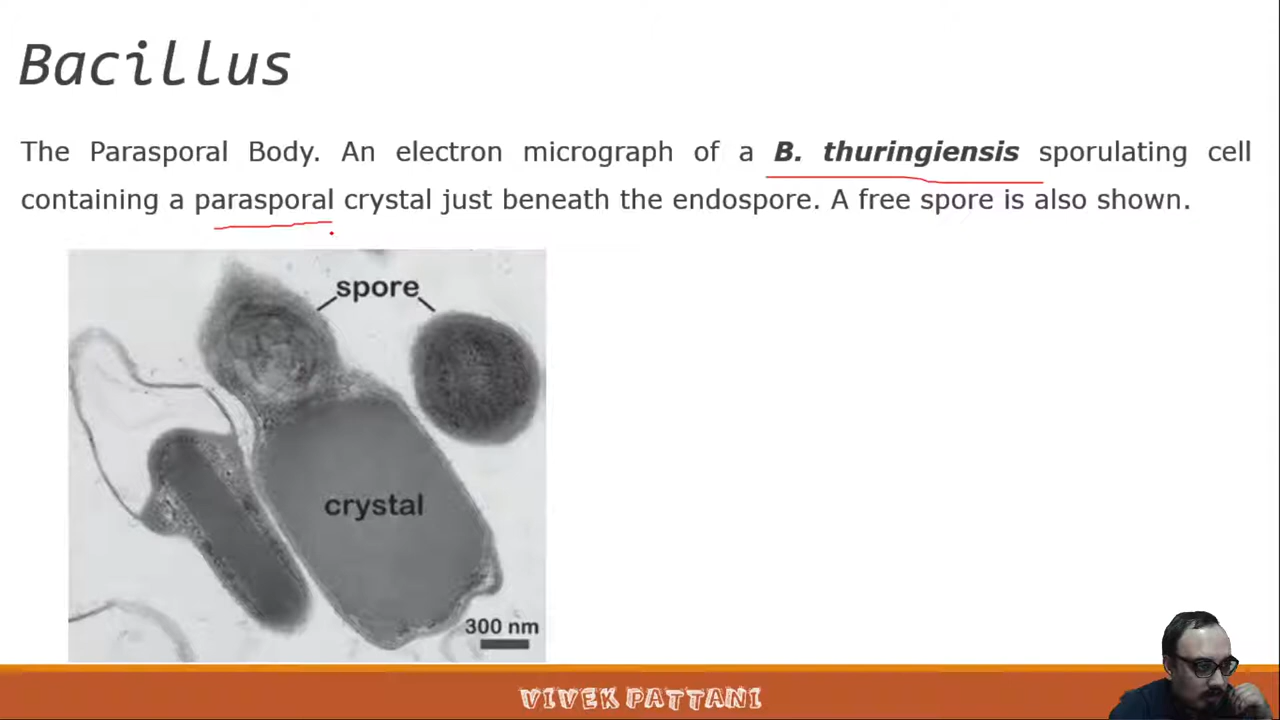 Bacillus
The Parasporal Body. An electron micrograph of a B. thuringiensis sporulating cell
containing a parasporal crystal just beneath the endospore. A free spore is also shown.
spore
crystal
300 nm
VIVEK PATTANI